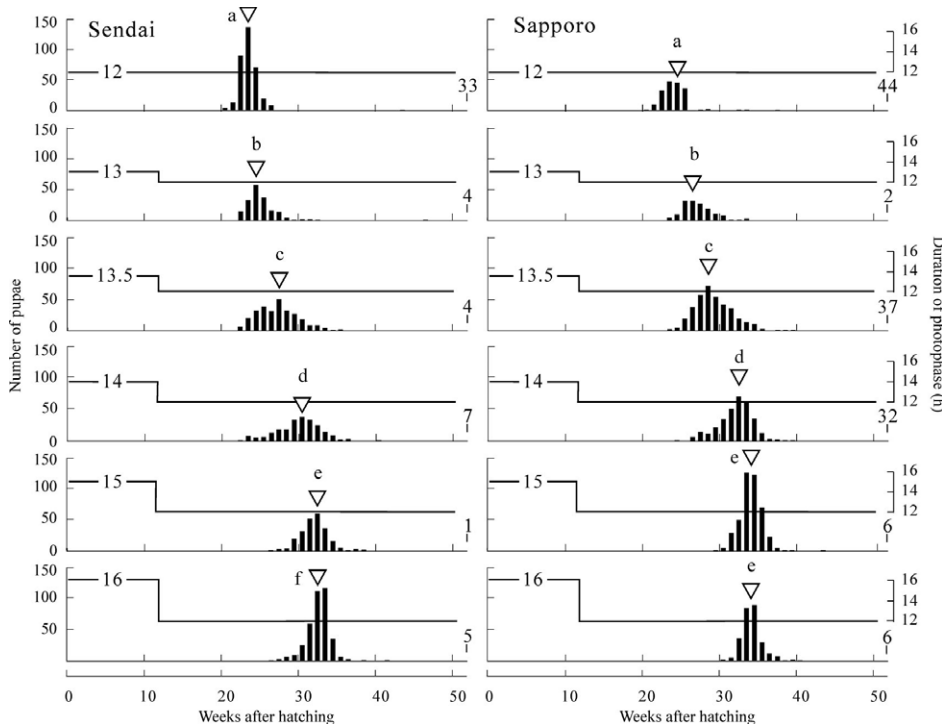 Sendai
Sapporo
150 a 16
100 a 14
50 12 12 12 12
0 33 44
150 b b 16
100 14
50 13 13 12
0 4 2
150 c c 16
100 14
50 13.5 13.5 12
0 4 37
150 d d 16
100 14
50 14 14 12
0 7 32
150 e e 16
100 15 15 14
50 12
0 1 6
150 f e 16
100 16 16 14
50 12
5 6
Number of pupae
Duration of photophase (h)
0 10 20 30 40 50 0 10 20 30 40 50
Weeks after hatching Weeks after hatching